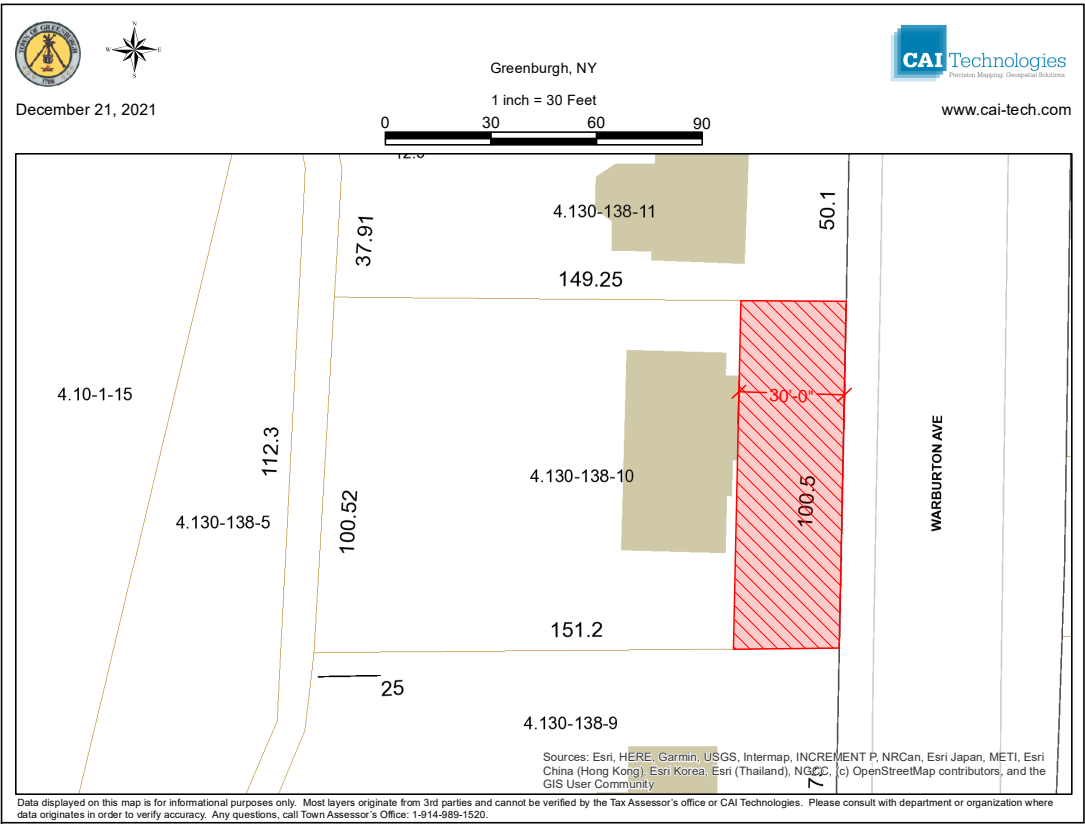 TOWN OF GREENBURGH
1788
N
W E
S
December 21, 2021
Greenburgh, NY
1 inch = 30 Feet
0 30 60 90
CAI Technologies
Precision Mapping. Geospatial Solutions.
www.cai-tech.com
37.91
4.130-138-11
50.1
149.25
4.10-1-15
30'-0"
112.3
4.130-138-10
100.5
WARBURTON AVE
4.130-138-5
100.52
151.2
25
4.130-138-9
Sources: Esri, HERE, Garmin, USGS, Intermap, INCREMENT P, NRCan, Esri Japan, METI, Esri
China (Hong Kong), Esri Korea, Esri (Thailand), NGCC, (c) OpenStreetMap contributors, and the
GIS User Community
Data displayed on this map is for informational purposes only. Most layers originate from 3rd parties and cannot be verified by the Tax Assessor's office or CAI Technologies. Please consult with department or organization where
data originates in order to verify accuracy. Any questions, call Town Assessor's Office: 1-914-989-1520.